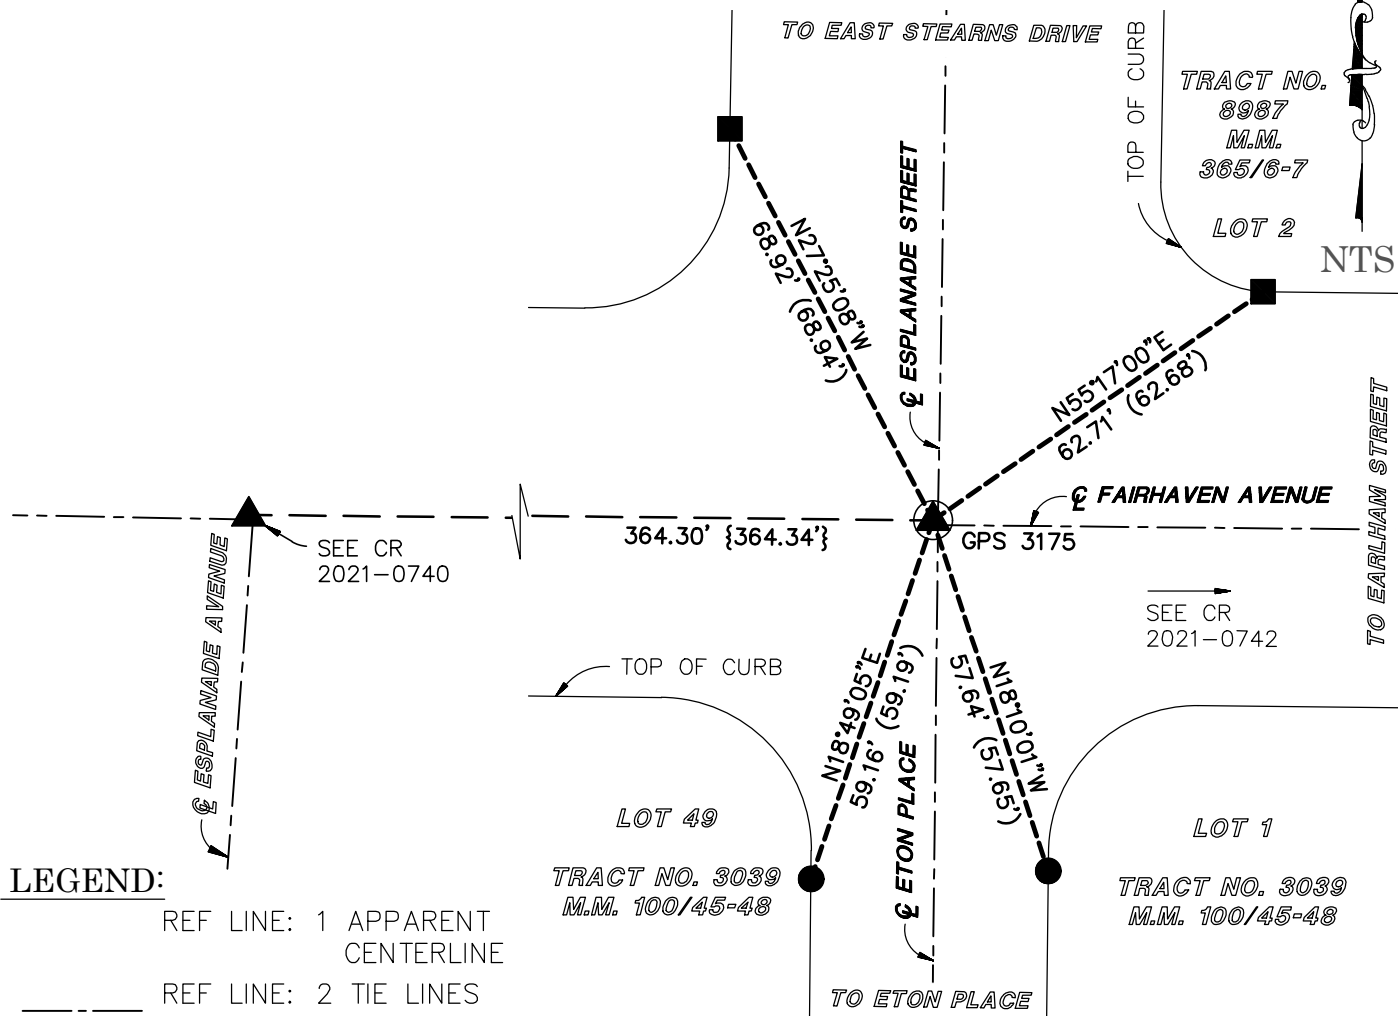 TO EAST STEARNS DRIVE
TOP OF CURB
TRACT NO.
8987
M.M.
365/6-7
LOT 2
NTS
N27°25'08"W
68.92' (68.94')
℄ ESPLANADE STREET
N55°17'00"E
62.71' (62.68')
TO EARLHAM STREET
℄ FAIRHAVEN AVENUE
364.30' {364.34'}
GPS 3175
SEE CR
2021-0740
℄ ESPLANADE AVENUE
SEE CR
2021-0742
TOP OF CURB
N18°49'05"E
59.16' (59.19')
N18°10'01"W
57.64' (57.65')
℄ ETON PLACE
LOT 49
TRACT NO. 3039
M.M. 100/45-48
LOT 1
TRACT NO. 3039
M.M. 100/45-48
TO ETON PLACE
LEGEND:
REF LINE: 1 APPARENT
CENTERLINE
REF LINE: 2 TIE LINES